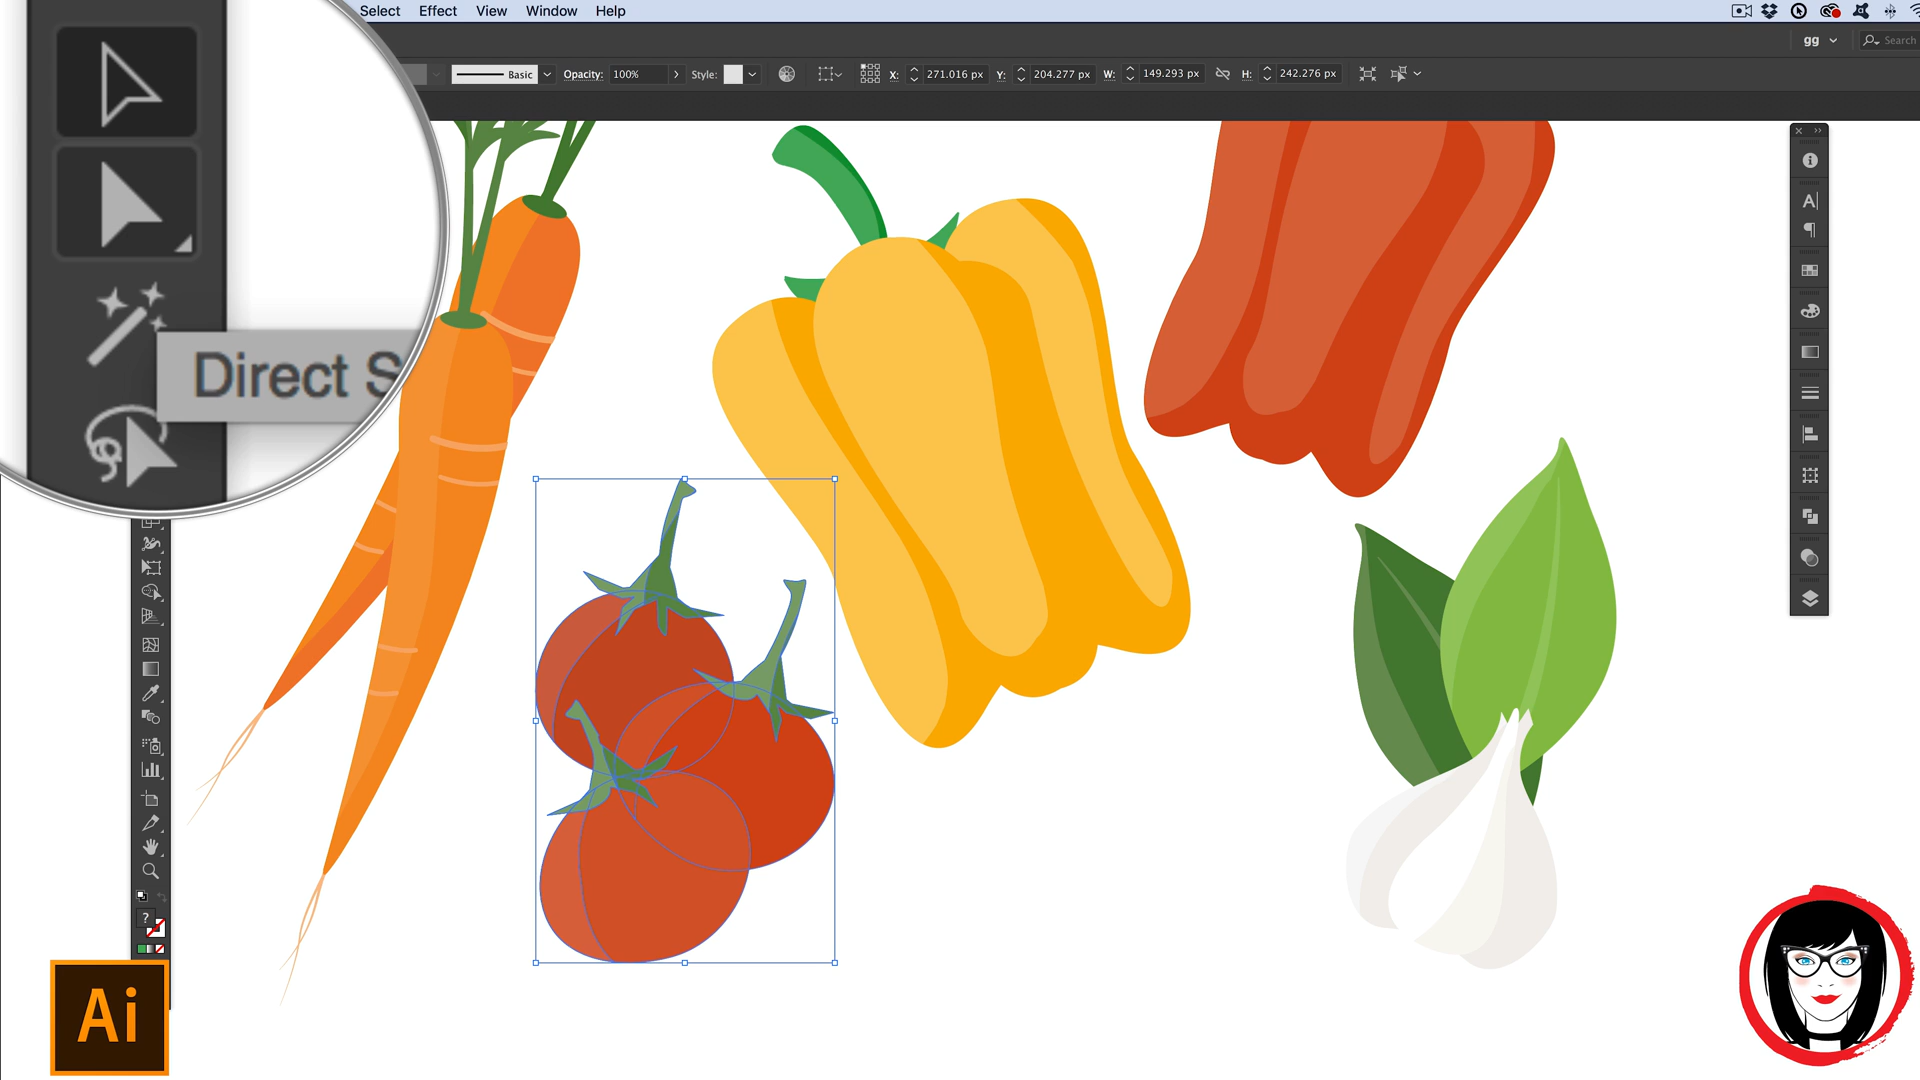 Select Effect View Window Help
gg Search
Basic Opacity: 100% Style: X: 271.016 px Y: 204.277 px W: 149.293 px H: 242.276 px
A
Direct S
?
Ai